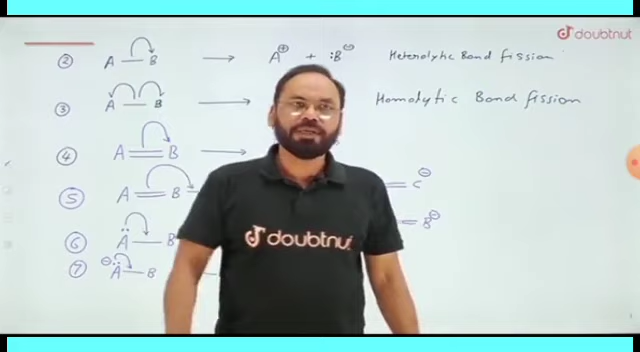 doubtnut
② A — B ⟶ A⊕ + :B⊖ Heterolytic Bond fission
③ A — B ⟶ Homolytic Bond fission
④ A = B ⟶
⑤ A = B – = C⊖
⑥ Ä — B = B⊖
⑦ ⊖Ä — B
doubtnut